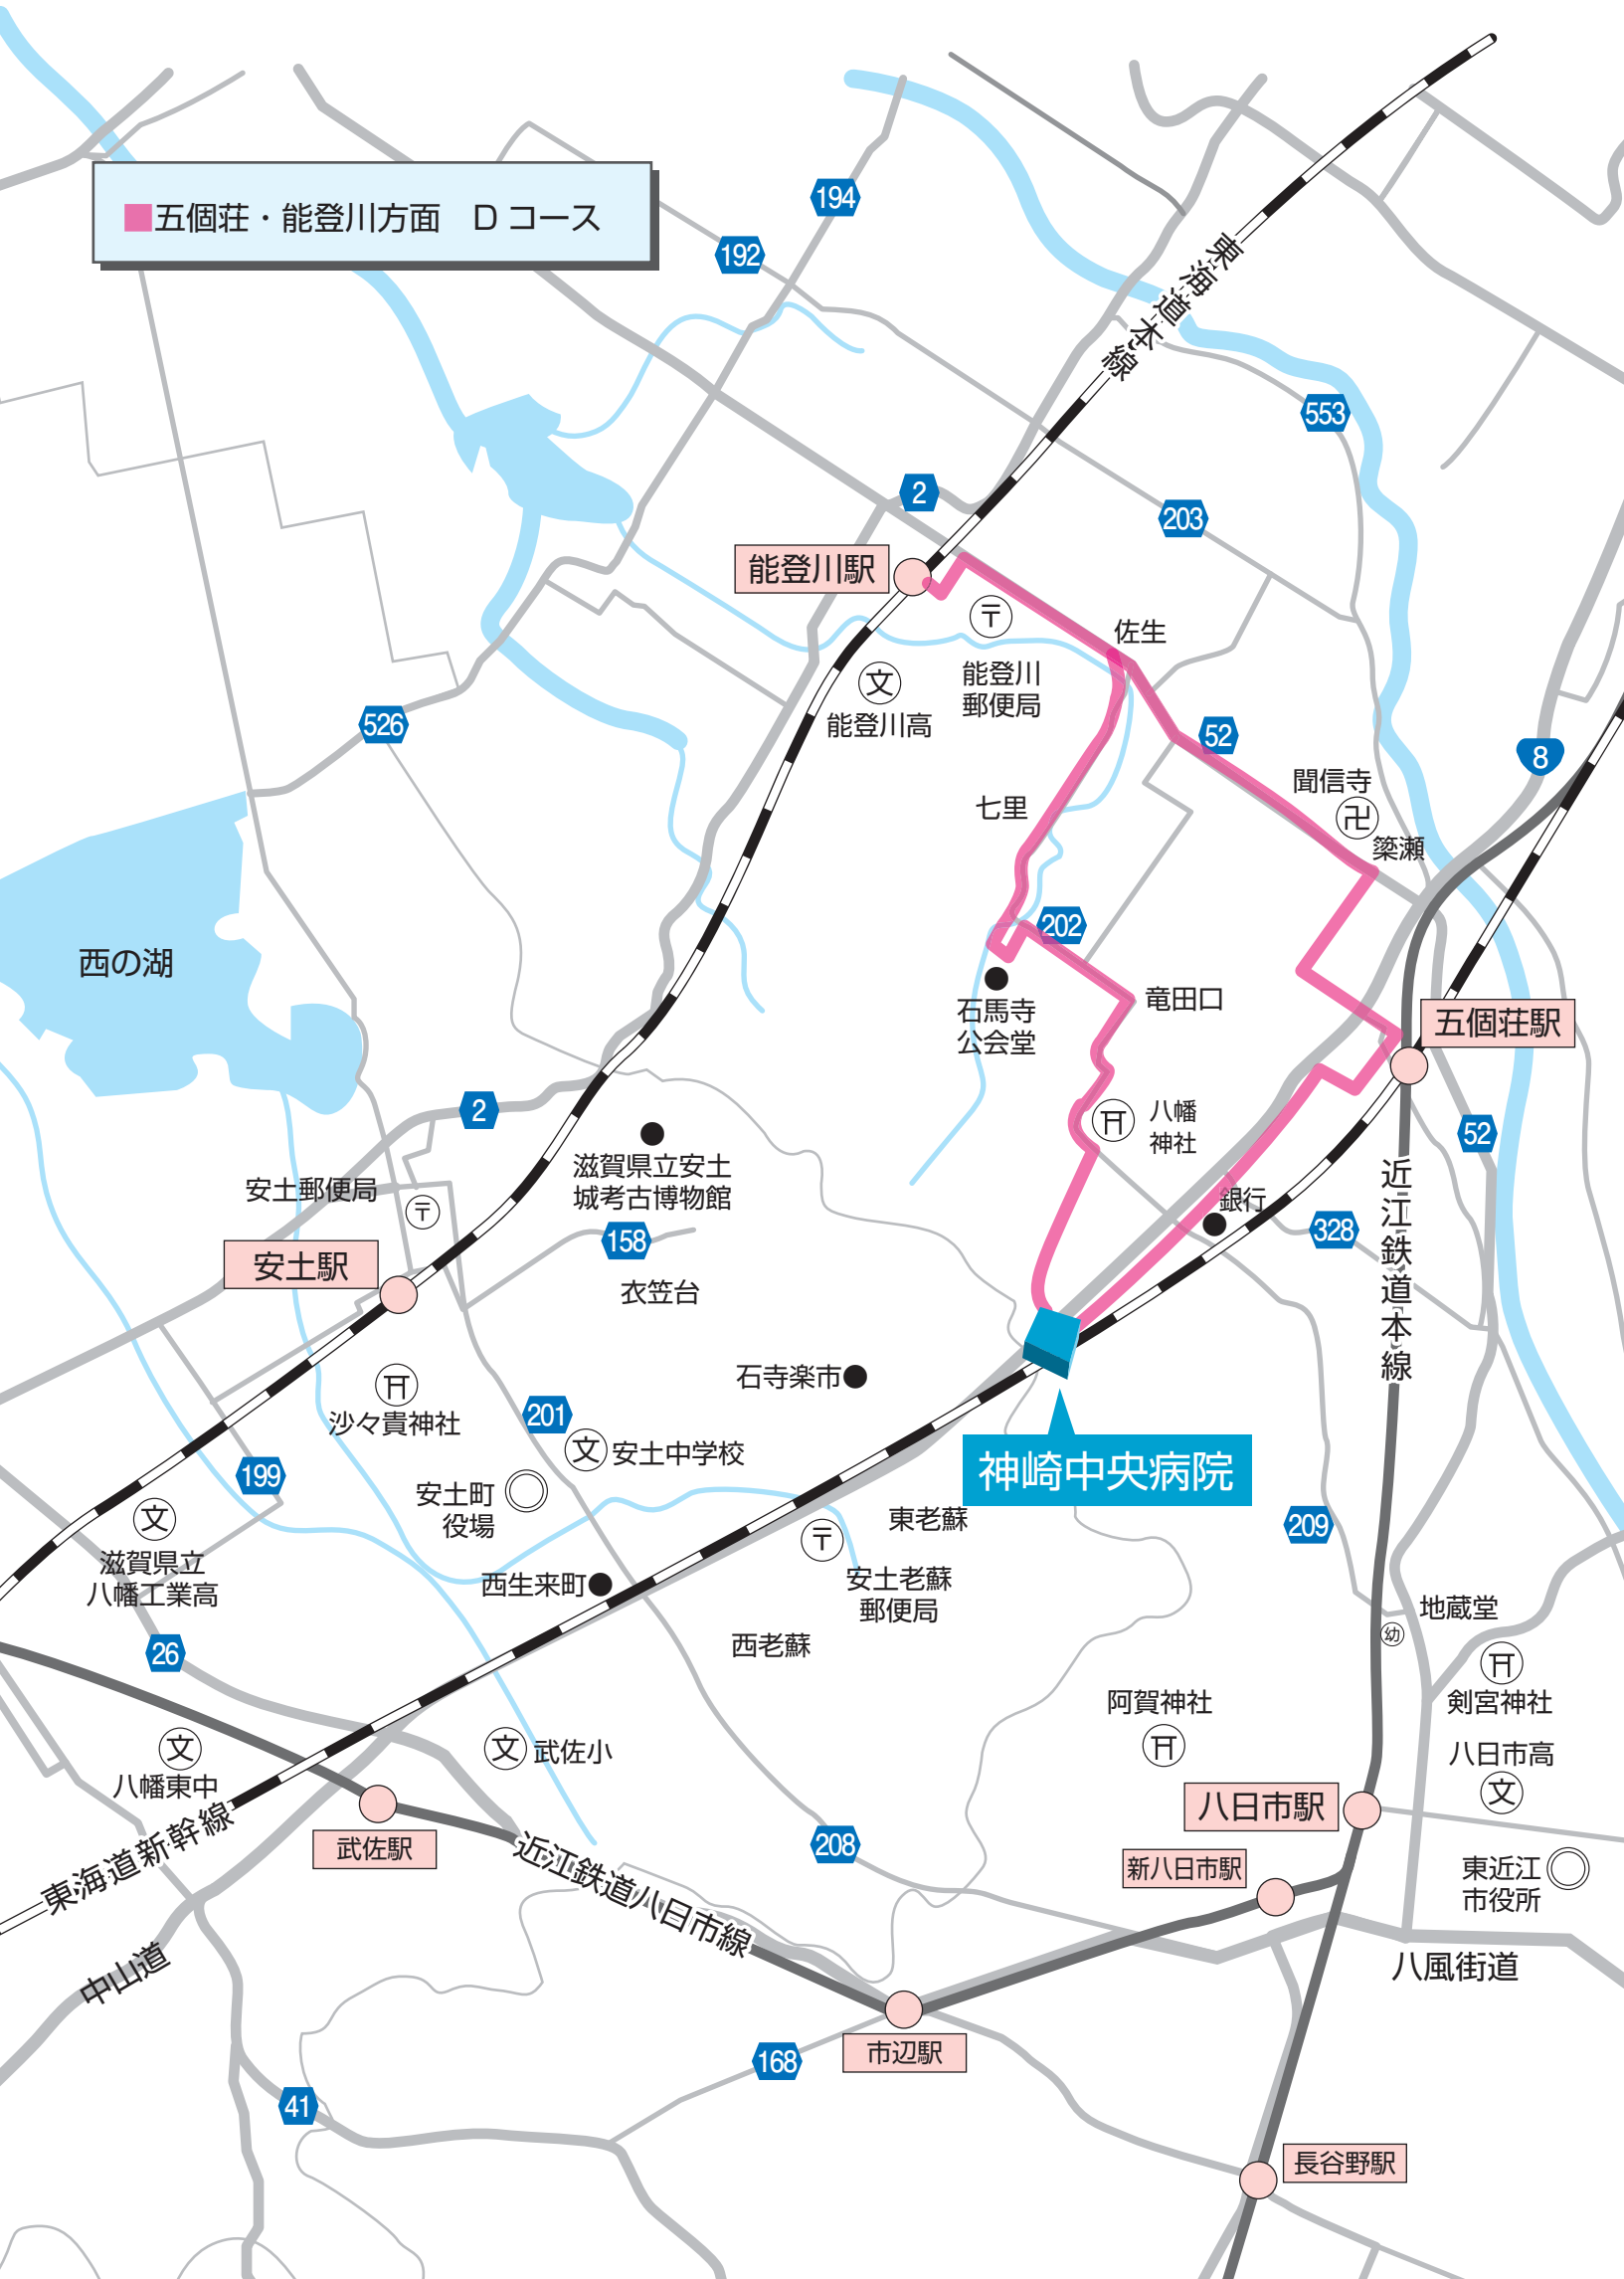 ■五個荘・能登川方面　D コース
194
192
東海道本線
553
2
203
能登川駅
〒
佐生
能登川
郵便局
文
能登川高
526
52
8
聞信寺
卍
簗瀬
七里
202
西の湖
石馬寺
公会堂
竜田口
五個荘駅
2
八幡
神社
52
滋賀県立安土
城考古博物館
安土郵便局
〒
銀行
近江鉄道本線
328
158
安土駅
衣笠台
石寺楽市
沙々貴神社
201
文
安土中学校
神崎中央病院
199
安土町
役場
文
滋賀県立
八幡工業高
〒
東老蘇
209
西生来町
安土老蘇
郵便局
地蔵堂
幼
26
西老蘇
剣宮神社
阿賀神社
文
八幡東中
文
武佐小
八日市高
文
八日市駅
東海道新幹線
武佐駅
208
近江鉄道八日市線
新八日市駅
東近江
市役所
中山道
八風街道
市辺駅
168
41
長谷野駅